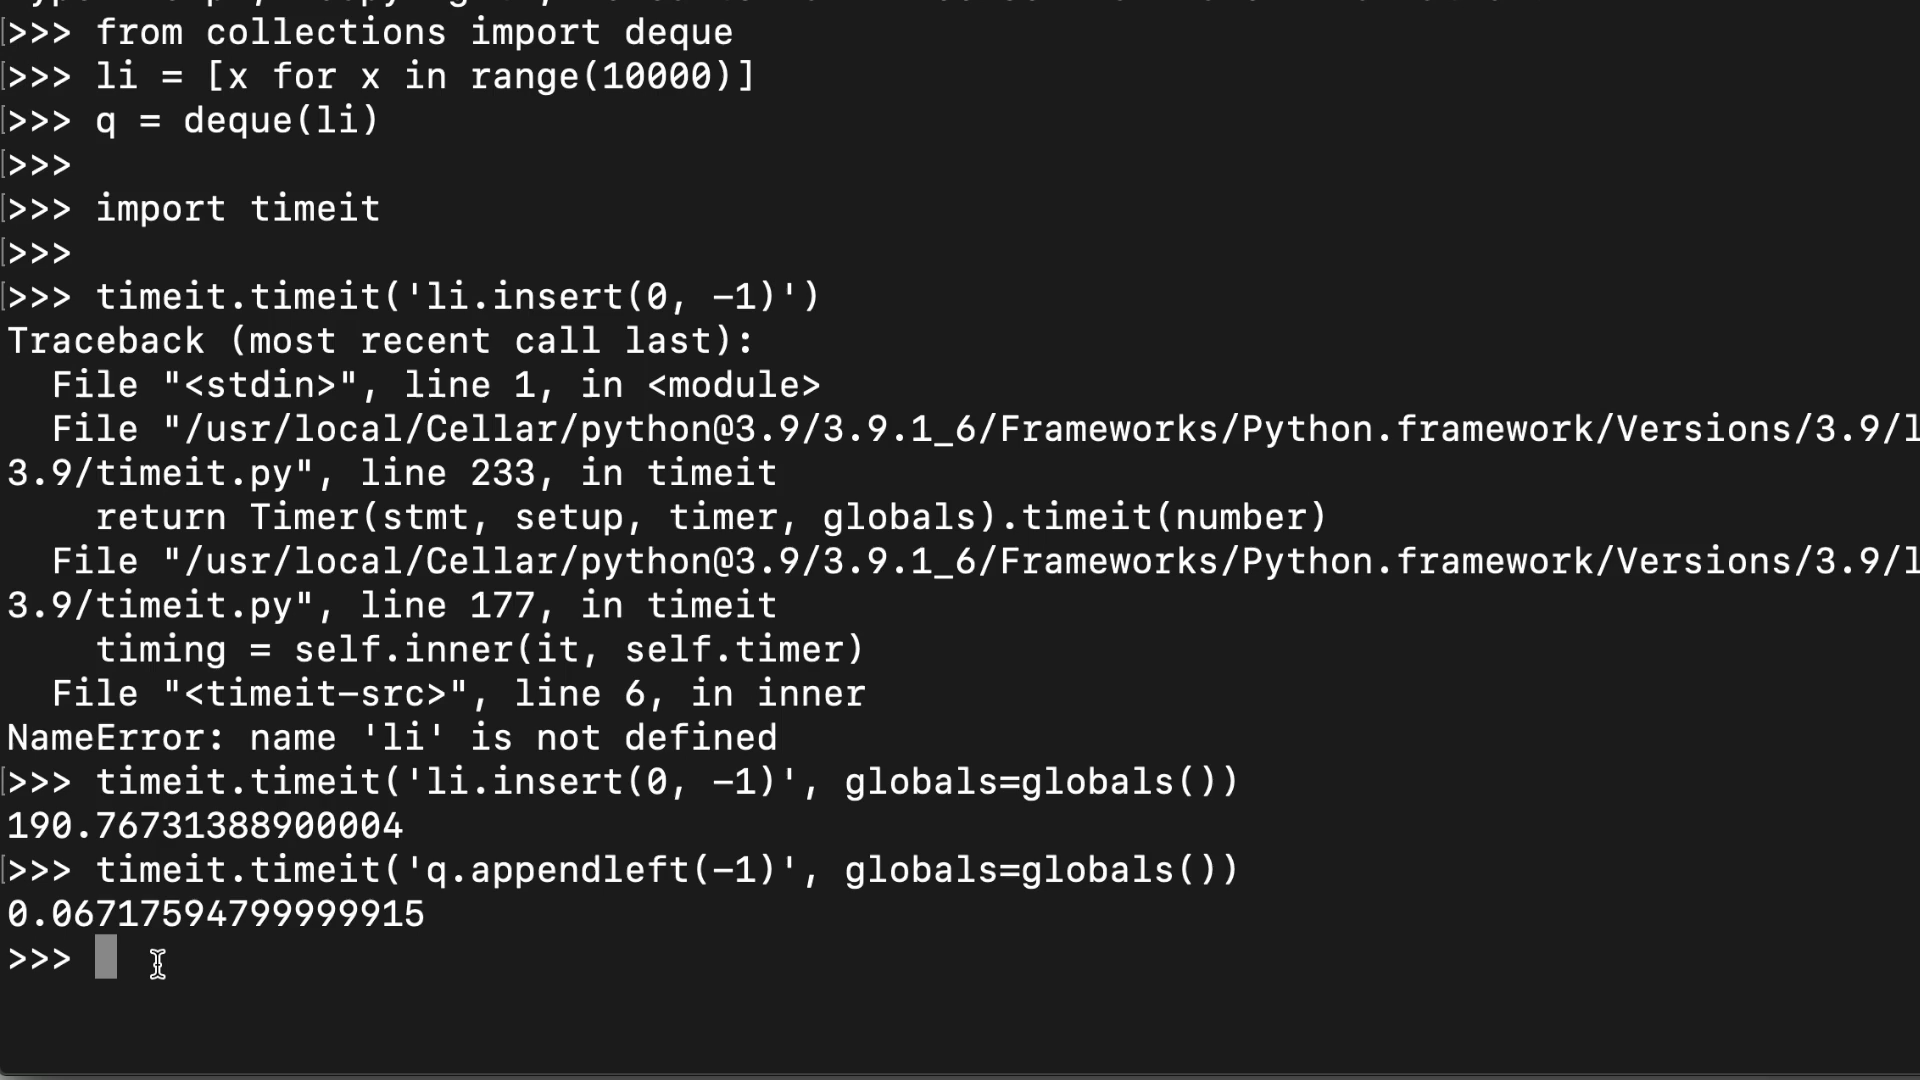 >>> from collections import deque
>>> li = [x for x in range(10000)]
>>> q = deque(li)
>>>
>>> import timeit
>>>
>>> timeit.timeit('li.insert(0, -1)')
Traceback (most recent call last):
  File "<stdin>", line 1, in <module>
  File "/usr/local/Cellar/python@3.9/3.9.1_6/Frameworks/Python.framework/Versions/3.9/l
3.9/timeit.py", line 233, in timeit
    return Timer(stmt, setup, timer, globals).timeit(number)
  File "/usr/local/Cellar/python@3.9/3.9.1_6/Frameworks/Python.framework/Versions/3.9/l
3.9/timeit.py", line 177, in timeit
    timing = self.inner(it, self.timer)
  File "<timeit-src>", line 6, in inner
NameError: name 'li' is not defined
>>> timeit.timeit('li.insert(0, -1)', globals=globals())
190.76731388900004
>>> timeit.timeit('q.appendleft(-1)', globals=globals())
0.06717594799999915
>>>